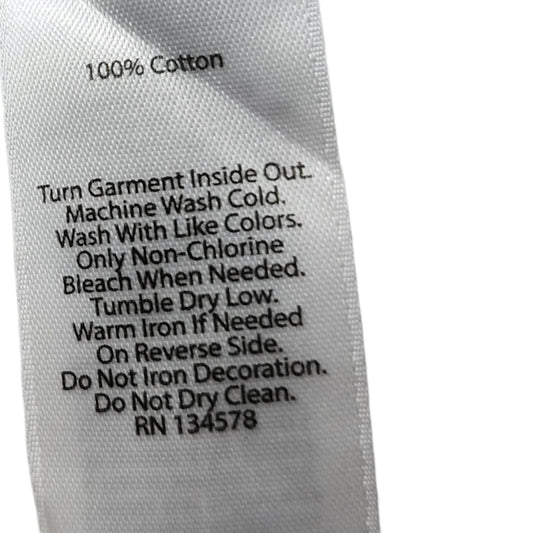 100% Cotton
Turn Garment Inside Out.
Machine Wash Cold.
Wash With Like Colors.
Only Non-Chlorine
Bleach When Needed.
Tumble Dry Low.
Warm Iron If Needed
On Reverse Side.
Do Not Iron Decoration.
Do Not Dry Clean.
RN 134578